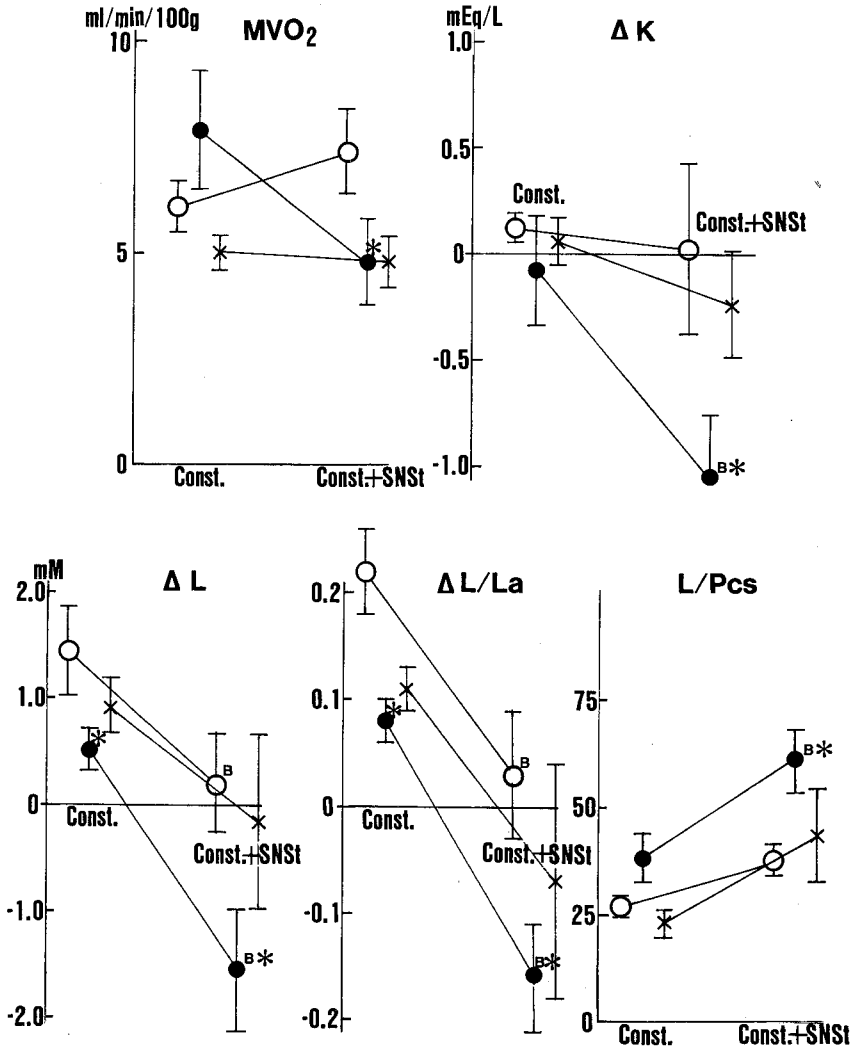 ml/min/100g
MVO₂
10
5
*
0
Const.
Const.+SNSt
mEq/L
ΔK
1.0
0.5
Const.
Const.+SNSt
0
-0.5
-1.0
B*
mM
ΔL
2.0
1.0
*
B
0
Const.
Const.+SNSt
-1.0
B*
-2.0
ΔL/La
0.2
0.1
*
B
0
Const.
Const.+SNSt
-0.1
B*
-0.2
L/Pcs
75
B*
50
25
0
Const.
Const.+SNSt